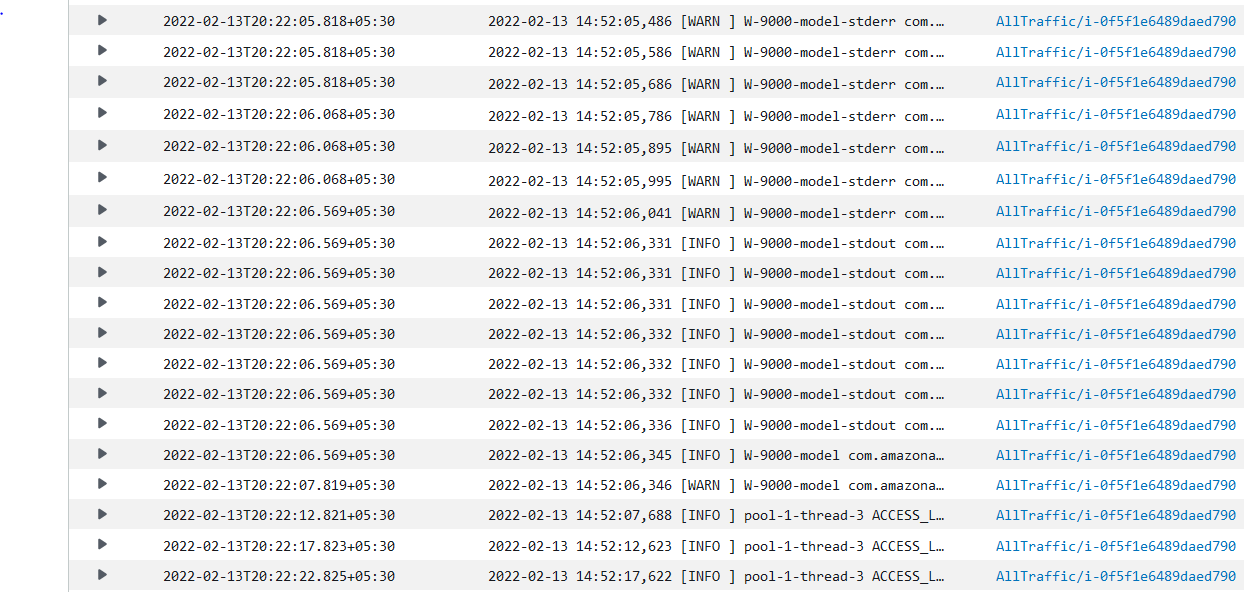 2022-02-13T20:22:05.818+05:30 2022-02-13 14:52:05,486 [WARN ] W-9000-model-stderr com.… AllTraffic/i-0f5f1e6489daed790
2022-02-13T20:22:05.818+05:30 2022-02-13 14:52:05,586 [WARN ] W-9000-model-stderr com.… AllTraffic/i-0f5f1e6489daed790
2022-02-13T20:22:05.818+05:30 2022-02-13 14:52:05,686 [WARN ] W-9000-model-stderr com.… AllTraffic/i-0f5f1e6489daed790
2022-02-13T20:22:06.068+05:30 2022-02-13 14:52:05,786 [WARN ] W-9000-model-stderr com.… AllTraffic/i-0f5f1e6489daed790
2022-02-13T20:22:06.068+05:30 2022-02-13 14:52:05,895 [WARN ] W-9000-model-stderr com.… AllTraffic/i-0f5f1e6489daed790
2022-02-13T20:22:06.068+05:30 2022-02-13 14:52:05,995 [WARN ] W-9000-model-stderr com.… AllTraffic/i-0f5f1e6489daed790
2022-02-13T20:22:06.569+05:30 2022-02-13 14:52:06,041 [WARN ] W-9000-model-stderr com.… AllTraffic/i-0f5f1e6489daed790
2022-02-13T20:22:06.569+05:30 2022-02-13 14:52:06,331 [INFO ] W-9000-model-stdout com.… AllTraffic/i-0f5f1e6489daed790
2022-02-13T20:22:06.569+05:30 2022-02-13 14:52:06,331 [INFO ] W-9000-model-stdout com.… AllTraffic/i-0f5f1e6489daed790
2022-02-13T20:22:06.569+05:30 2022-02-13 14:52:06,331 [INFO ] W-9000-model-stdout com.… AllTraffic/i-0f5f1e6489daed790
2022-02-13T20:22:06.569+05:30 2022-02-13 14:52:06,332 [INFO ] W-9000-model-stdout com.… AllTraffic/i-0f5f1e6489daed790
2022-02-13T20:22:06.569+05:30 2022-02-13 14:52:06,332 [INFO ] W-9000-model-stdout com.… AllTraffic/i-0f5f1e6489daed790
2022-02-13T20:22:06.569+05:30 2022-02-13 14:52:06,332 [INFO ] W-9000-model-stdout com.… AllTraffic/i-0f5f1e6489daed790
2022-02-13T20:22:06.569+05:30 2022-02-13 14:52:06,336 [INFO ] W-9000-model-stdout com.… AllTraffic/i-0f5f1e6489daed790
2022-02-13T20:22:06.569+05:30 2022-02-13 14:52:06,345 [INFO ] W-9000-model com.amazona… AllTraffic/i-0f5f1e6489daed790
2022-02-13T20:22:07.819+05:30 2022-02-13 14:52:06,346 [WARN ] W-9000-model com.amazona… AllTraffic/i-0f5f1e6489daed790
2022-02-13T20:22:12.821+05:30 2022-02-13 14:52:07,688 [INFO ] pool-1-thread-3 ACCESS_L… AllTraffic/i-0f5f1e6489daed790
2022-02-13T20:22:17.823+05:30 2022-02-13 14:52:12,623 [INFO ] pool-1-thread-3 ACCESS_L… AllTraffic/i-0f5f1e6489daed790
2022-02-13T20:22:22.825+05:30 2022-02-13 14:52:17,622 [INFO ] pool-1-thread-3 ACCESS_L… AllTraffic/i-0f5f1e6489daed790